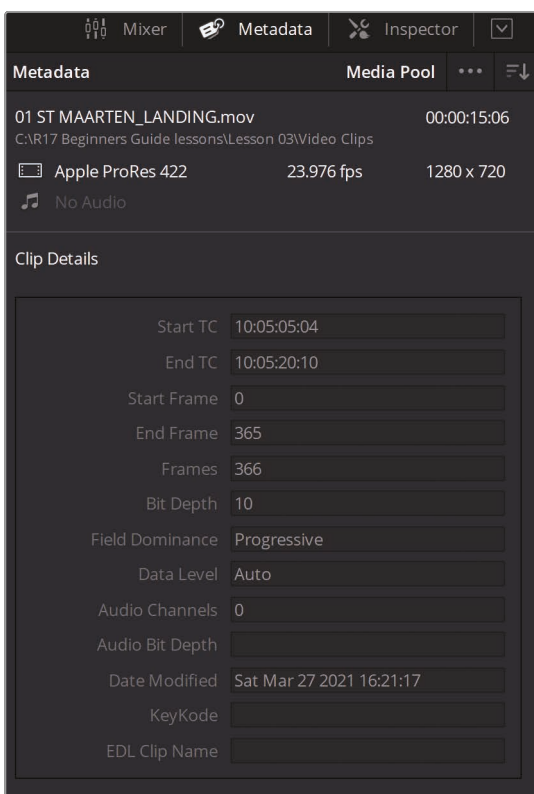 Mixer Metadata Inspector
Metadata Media Pool ...
01 ST MAARTEN_LANDING.mov 00:00:15:06
C:\R17 Beginners Guide lessons\Lesson 03\Video Clips
Apple ProRes 422 23.976 fps 1280 x 720
No Audio
Clip Details
Start TC 10:05:05:04
End TC 10:05:20:10
Start Frame 0
End Frame 365
Frames 366
Bit Depth 10
Field Dominance Progressive
Data Level Auto
Audio Channels 0
Audio Bit Depth
Date Modified Sat Mar 27 2021 16:21:17
KeyKode
EDL Clip Name